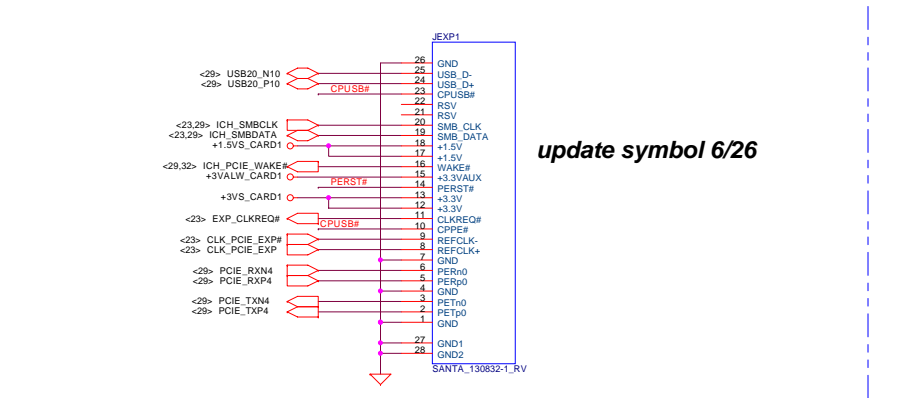 JEXP1
26 GND
<29> USB20_N10 25 USB_D-
<29> USB20_P10 24 USB_D+
CPUSB# 23 CPUSB#
22 RSV
21 RSV
<23,29> ICH_SMBCLK 20 SMB_CLK
<23,29> ICH_SMBDATA 19 SMB_DATA
+1.5VS_CARD1 18 +1.5V
17 +1.5V
update symbol 6/26
<29,32> ICH_PCIE_WAKE# 16 WAKE#
+3VALW_CARD1 15 +3.3VAUX
PERST# 14 PERST#
+3VS_CARD1 13 +3.3V
12 +3.3V
<23> EXP_CLKREQ# 11 CLKREQ#
CPUSB# 10 CPPE#
<23> CLK_PCIE_EXP# 9 REFCLK-
<23> CLK_PCIE_EXP 8 REFCLK+
7 GND
<29> PCIE_RXN4 6 PERn0
<29> PCIE_RXP4 5 PERp0
4 GND
<29> PCIE_TXN4 3 PETn0
<29> PCIE_TXP4 2 PETp0
1 GND
27 GND1
28 GND2
SANTA_130832-1_RV